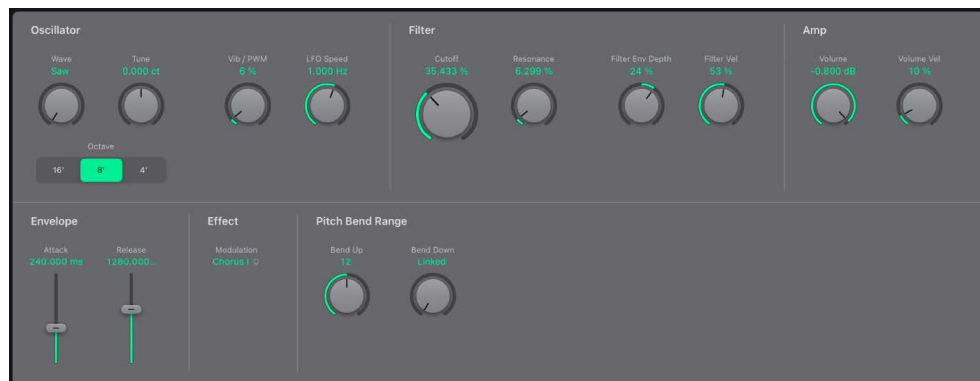 Oscillator
Wave
Saw
Tune
0.000 ct
Vib / PWM
6 %
LFO Speed
1.000 Hz
Octave
16'
8'
4'
Filter
Cutoff
35.433 %
Resonance
6.299 %
Filter Env Depth
24 %
Filter Vel
53 %
Amp
Volume
-0.800 dB
Volume Vel
10 %
Envelope
Attack
240.000 ms
Release
1280.000...
Effect
Modulation
Chorus I
Pitch Bend Range
Bend Up
12
Bend Down
Linked